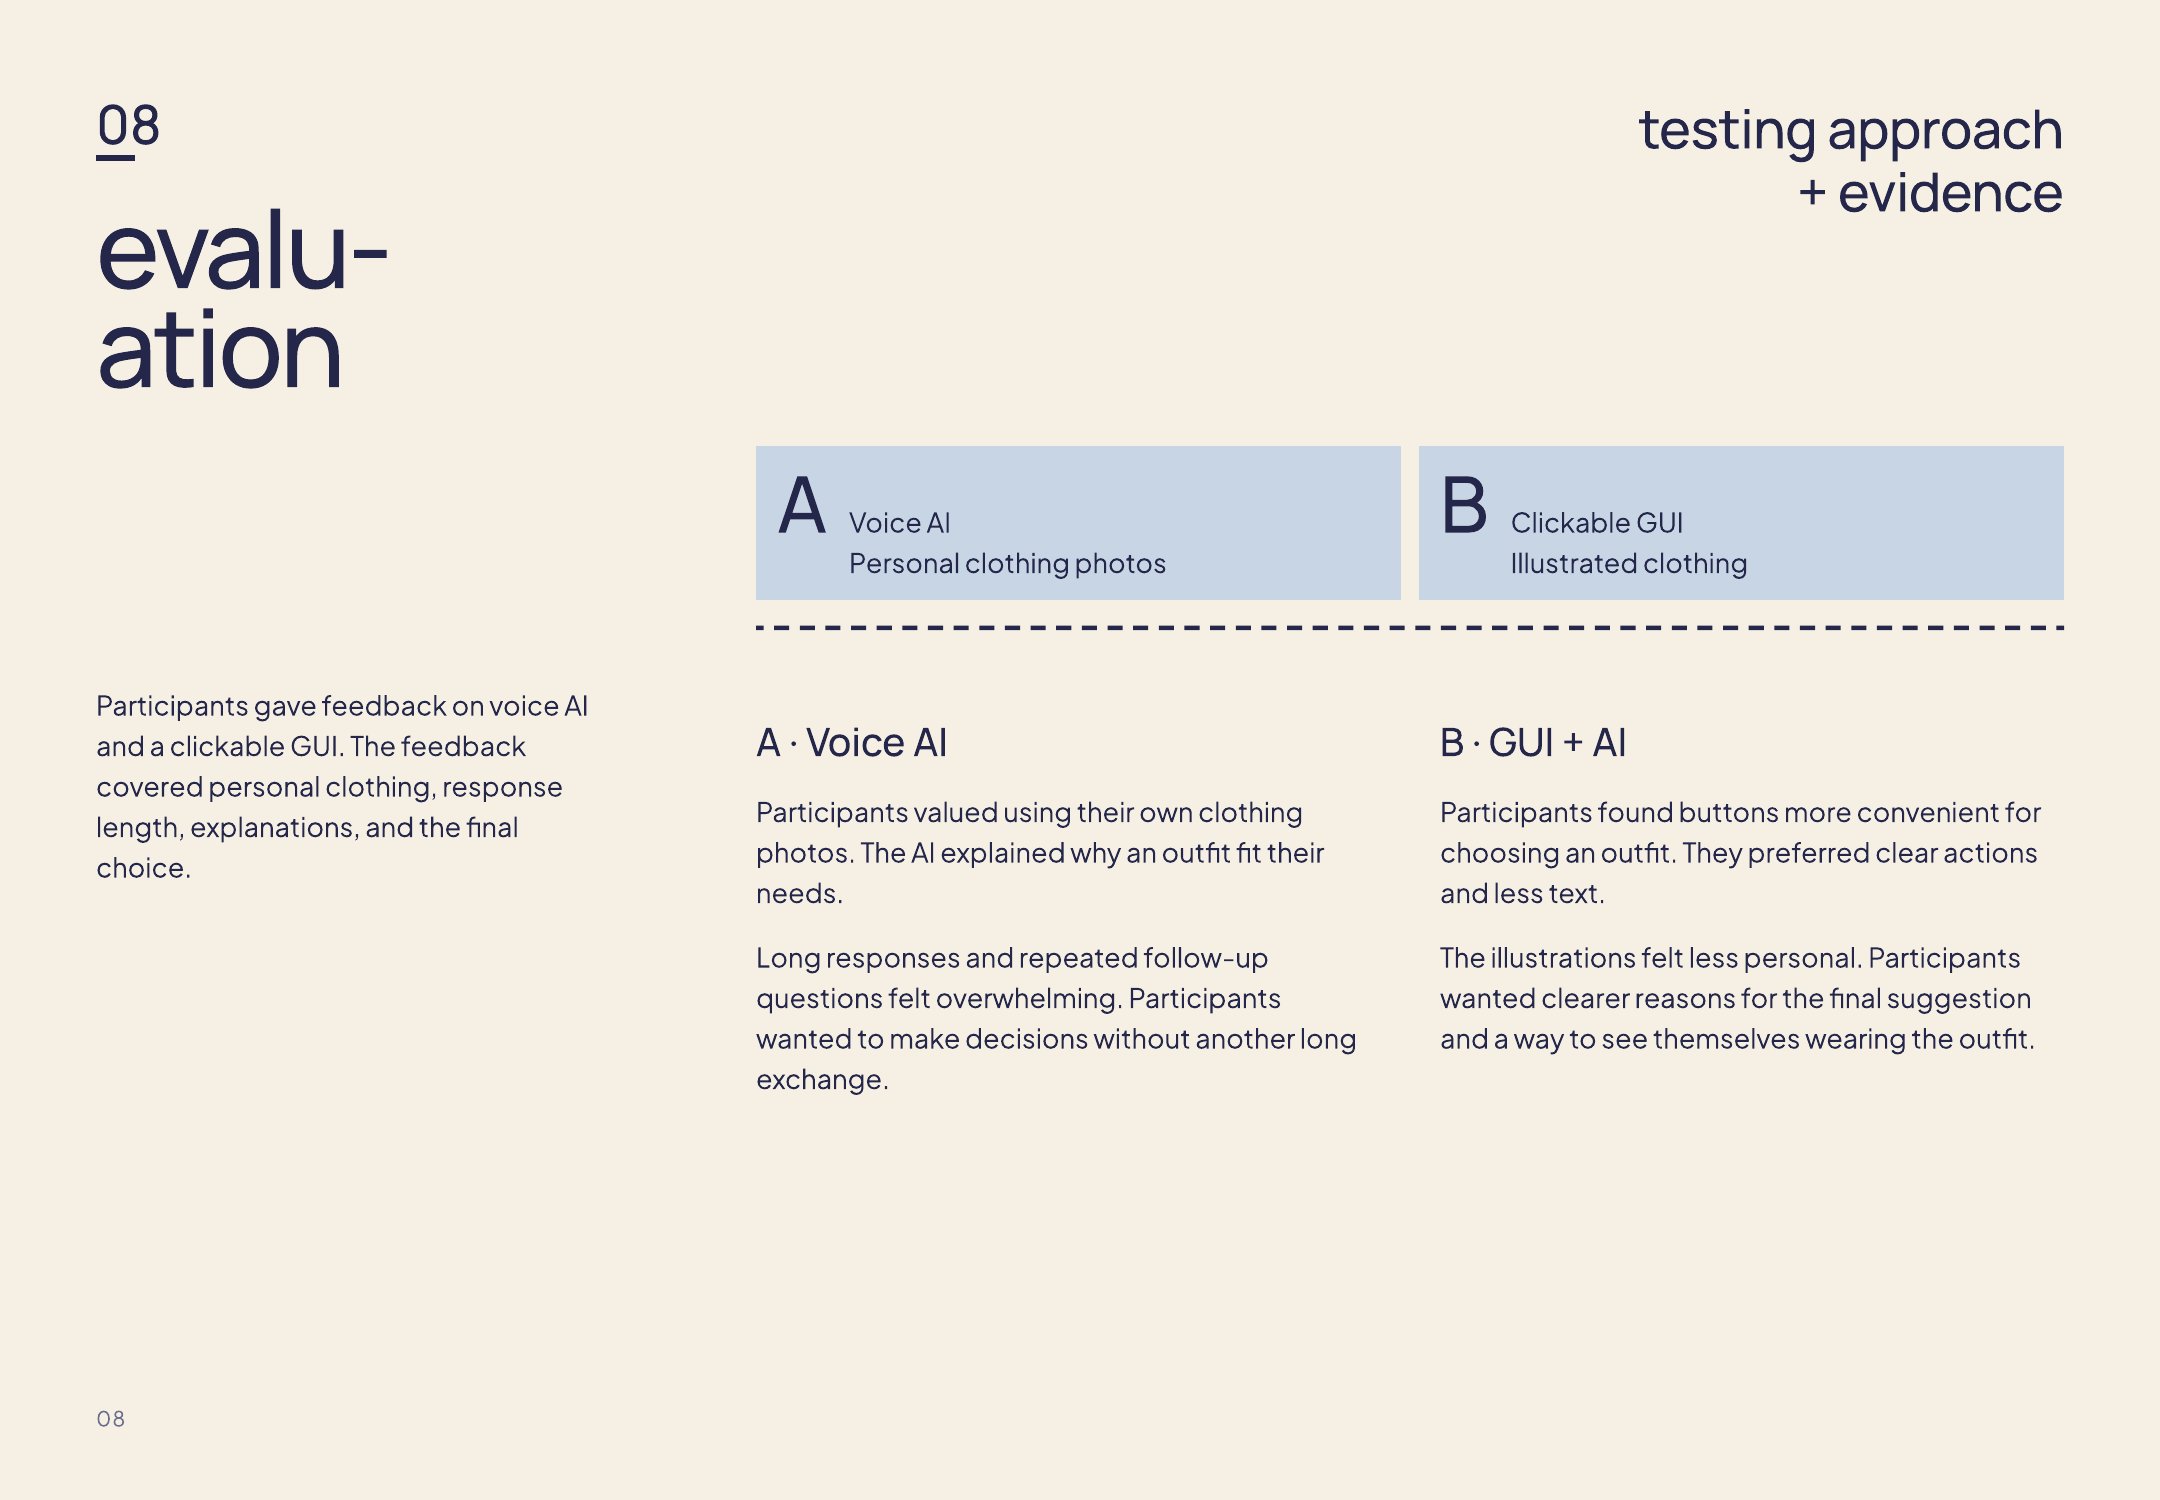 08
evalu-
ation
testing approach
+ evidence
A
Voice AI
Personal clothing photos
B
Clickable GUI
Illustrated clothing
Participants gave feedback on voice AI
and a clickable GUI. The feedback
covered personal clothing, response
length, explanations, and the final
choice.
A · Voice AI
Participants valued using their own clothing
photos. The AI explained why an outfit fit their
needs.
Long responses and repeated follow-up
questions felt overwhelming. Participants
wanted to make decisions without another long
exchange.
B · GUI + AI
Participants found buttons more convenient for
choosing an outfit. They preferred clear actions
and less text.
The illustrations felt less personal. Participants
wanted clearer reasons for the final suggestion
and a way to see themselves wearing the outfit.
08